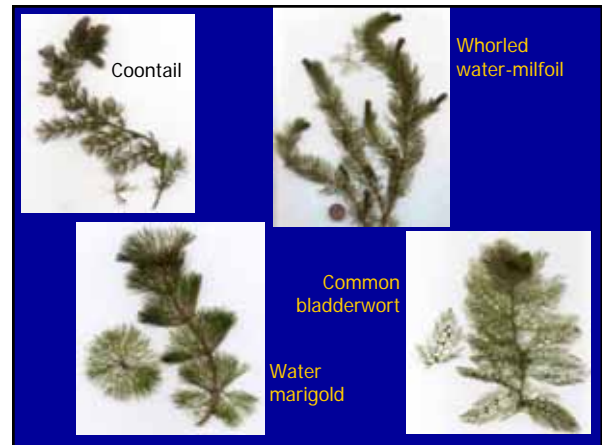 Coontail
Whorled
water-milfoil
Common
bladderwort
Water
marigold